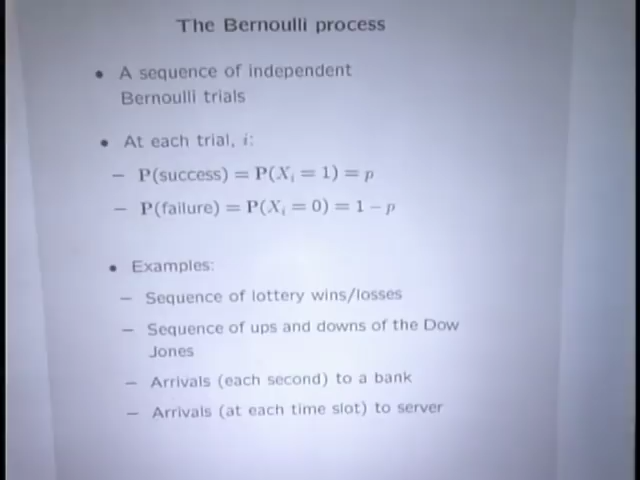 The Bernoulli process
• A sequence of independent
Bernoulli trials
• At each trial, i:
– P(success) = P(Xᵢ = 1) = p
– P(failure) = P(Xᵢ = 0) = 1 − p
• Examples:
– Sequence of lottery wins/losses
– Sequence of ups and downs of the Dow
Jones
– Arrivals (each second) to a bank
– Arrivals (at each time slot) to server